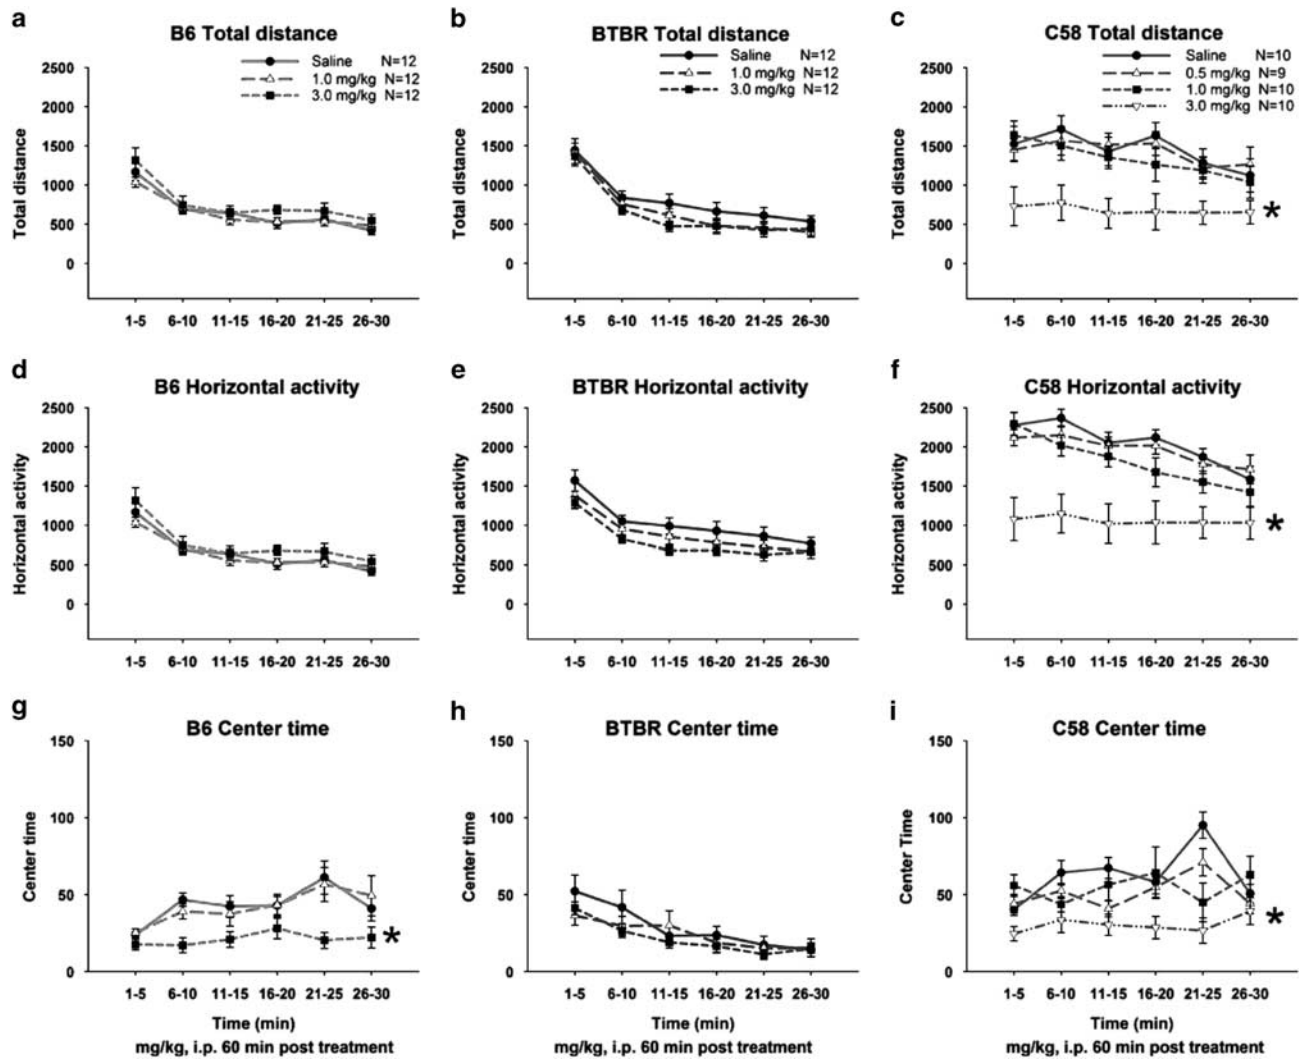 a
B6 Total distance
Saline N=12
1.0 mg/kg N=12
3.0 mg/kg N=12
Total distance
2500
2000
1500
1000
500
0
1-5 6-10 11-15 16-20 21-25 26-30
b
BTBR Total distance
Saline N=12
1.0 mg/kg N=12
3.0 mg/kg N=12
Total distance
2500
2000
1500
1000
500
0
1-5 6-10 11-15 16-20 21-25 26-30
c
C58 Total distance
Saline N=10
0.5 mg/kg N=9
1.0 mg/kg N=10
3.0 mg/kg N=10
Total distance
2500
2000
1500
1000
500
0
*
1-5 6-10 11-15 16-20 21-25 26-30
d
B6 Horizontal activity
Horizontal activity
2500
2000
1500
1000
500
0
1-5 6-10 11-15 16-20 21-25 26-30
e
BTBR Horizontal activity
Horizontal activity
2500
2000
1500
1000
500
0
1-5 6-10 11-15 16-20 21-25 26-30
f
C58 Horizontal activity
Horizontal activity
2500
2000
1500
1000
500
0
*
1-5 6-10 11-15 16-20 21-25 26-30
g
B6 Center time
Center time
150
100
50
0
*
1-5 6-10 11-15 16-20 21-25 26-30
Time (min)
mg/kg, i.p. 60 min post treatment
h
BTBR Center time
Center time
150
100
50
0
1-5 6-10 11-15 16-20 21-25 26-30
Time (min)
mg/kg, i.p. 60 min post treatment
i
C58 Center time
Center Time
150
100
50
0
*
1-5 6-10 11-15 16-20 21-25 26-30
Time (min)
mg/kg, i.p. 60 min post treatment